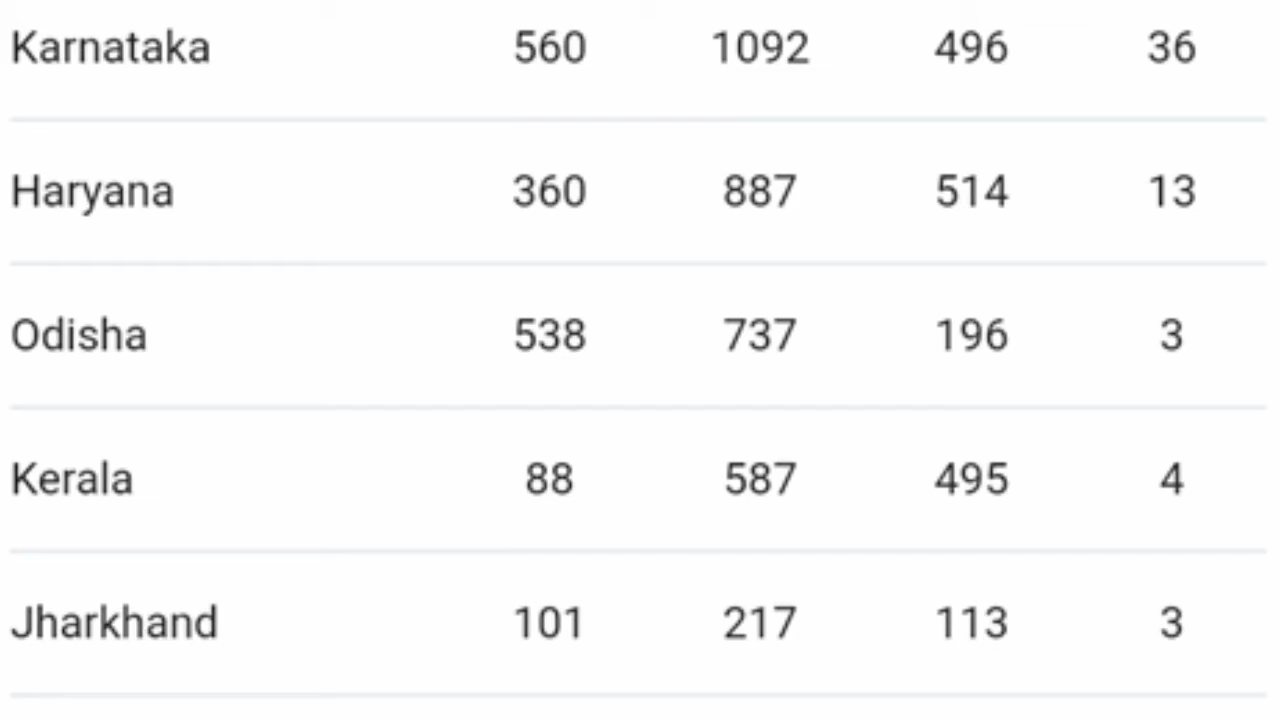 Karnataka 560 1092 496 36
Haryana 360 887 514 13
Odisha 538 737 196 3
Kerala 88 587 495 4
Jharkhand 101 217 113 3